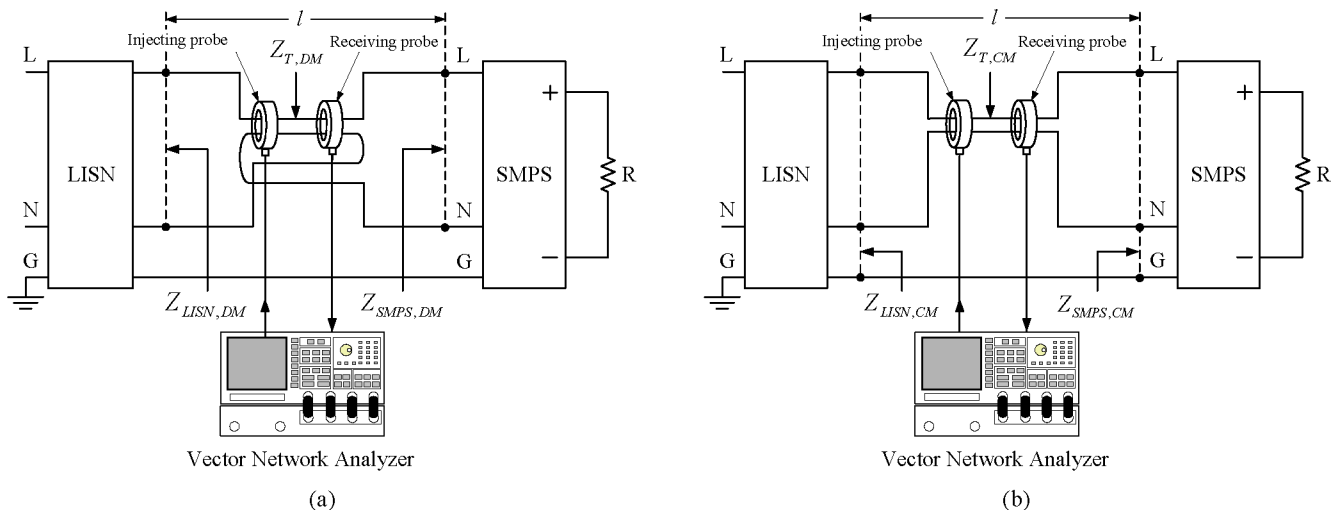 l
Injecting probe
Receiving probe
Z_{T,DM}
L
L
+
LISN
SMPS
R
N
N
−
G
G
Z_{LISN,DM}
Z_{SMPS,DM}
Vector Network Analyzer
(a)
l
Injecting probe
Receiving probe
Z_{T,CM}
L
L
+
LISN
SMPS
R
N
N
−
G
G
Z_{LISN,CM}
Z_{SMPS,CM}
Vector Network Analyzer
(b)